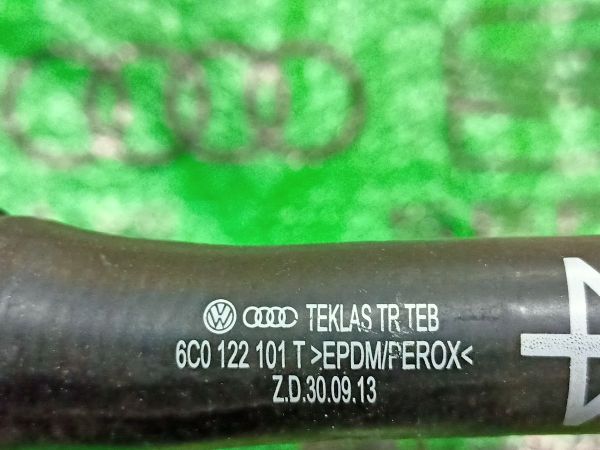 TEKLAS TR TEB
6C0 122 101 T >EPDM/PEROX<
Z.D.30.09.13